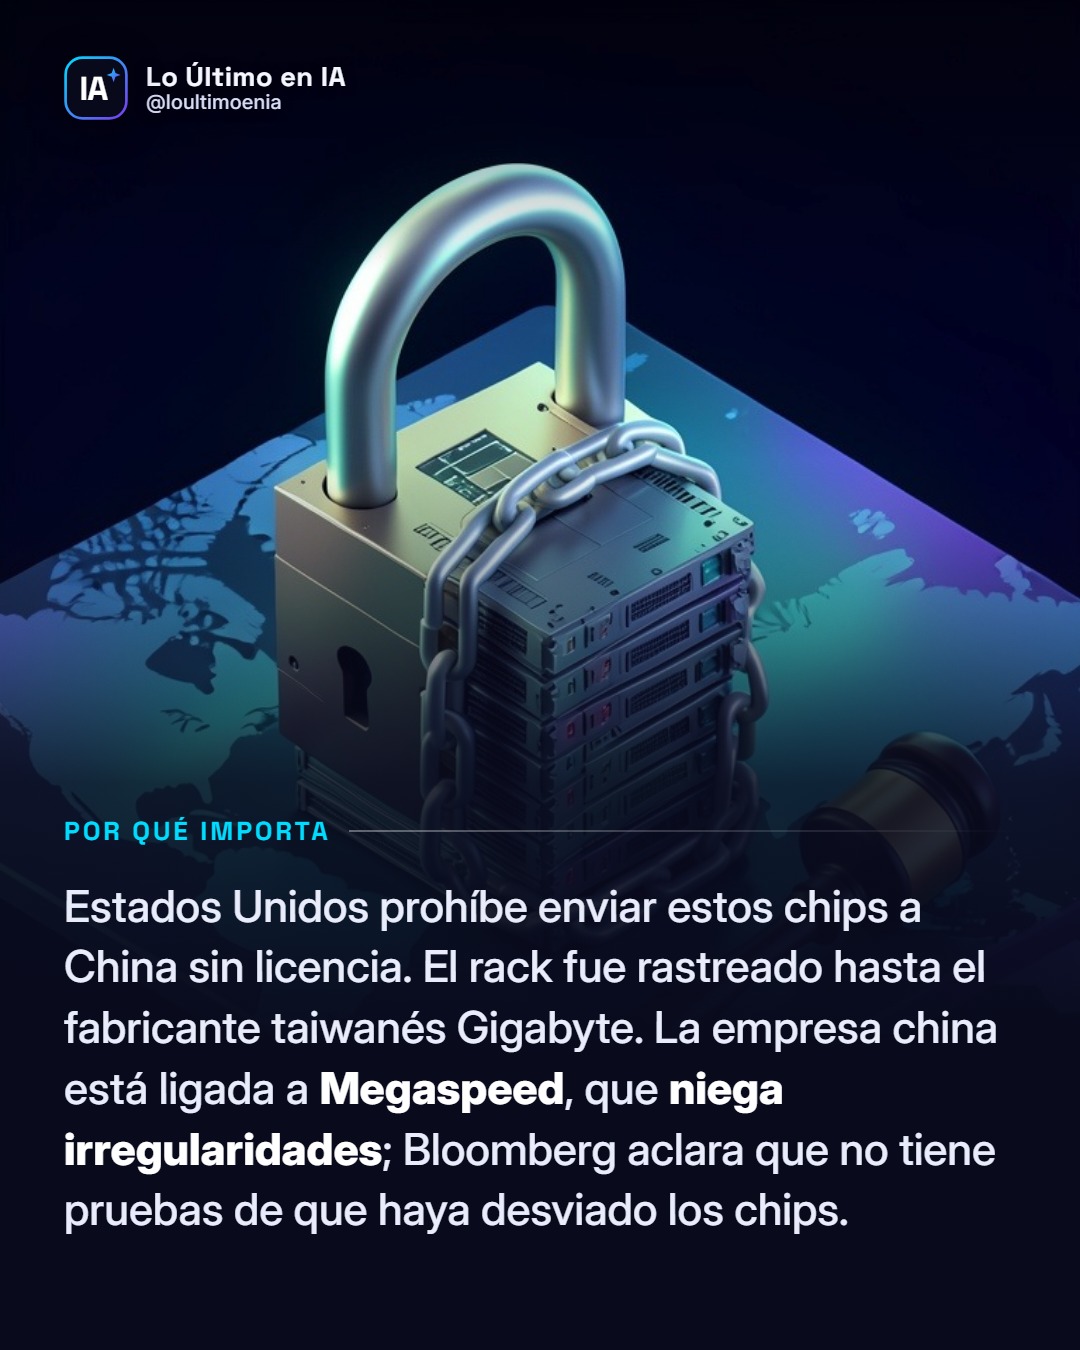 IA
Lo Último en IA
@loultimoenia
POR QUÉ IMPORTA
Estados Unidos prohíbe enviar estos chips a
China sin licencia. El rack fue rastreado hasta el
fabricante taiwanés Gigabyte. La empresa china
está ligada a Megaspeed, que niega
irregularidades; Bloomberg aclara que no tiene
pruebas de que haya desviado los chips.